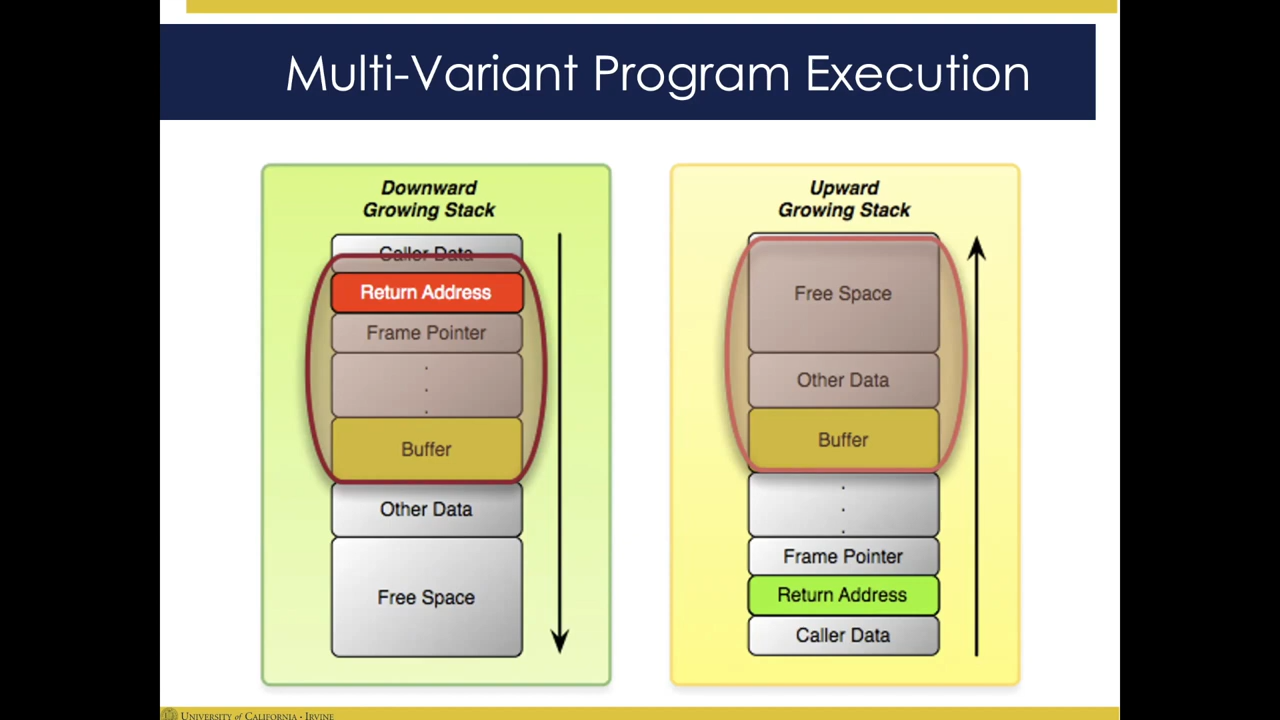 Multi-Variant Program Execution
Downward
Growing Stack
Caller Data
Return Address
Frame Pointer
.
.
.
Buffer
Other Data
Free Space
Upward
Growing Stack
Free Space
Other Data
Buffer
.
.
.
Frame Pointer
Return Address
Caller Data
UNIVERSITY of CALIFORNIA · IRVINE